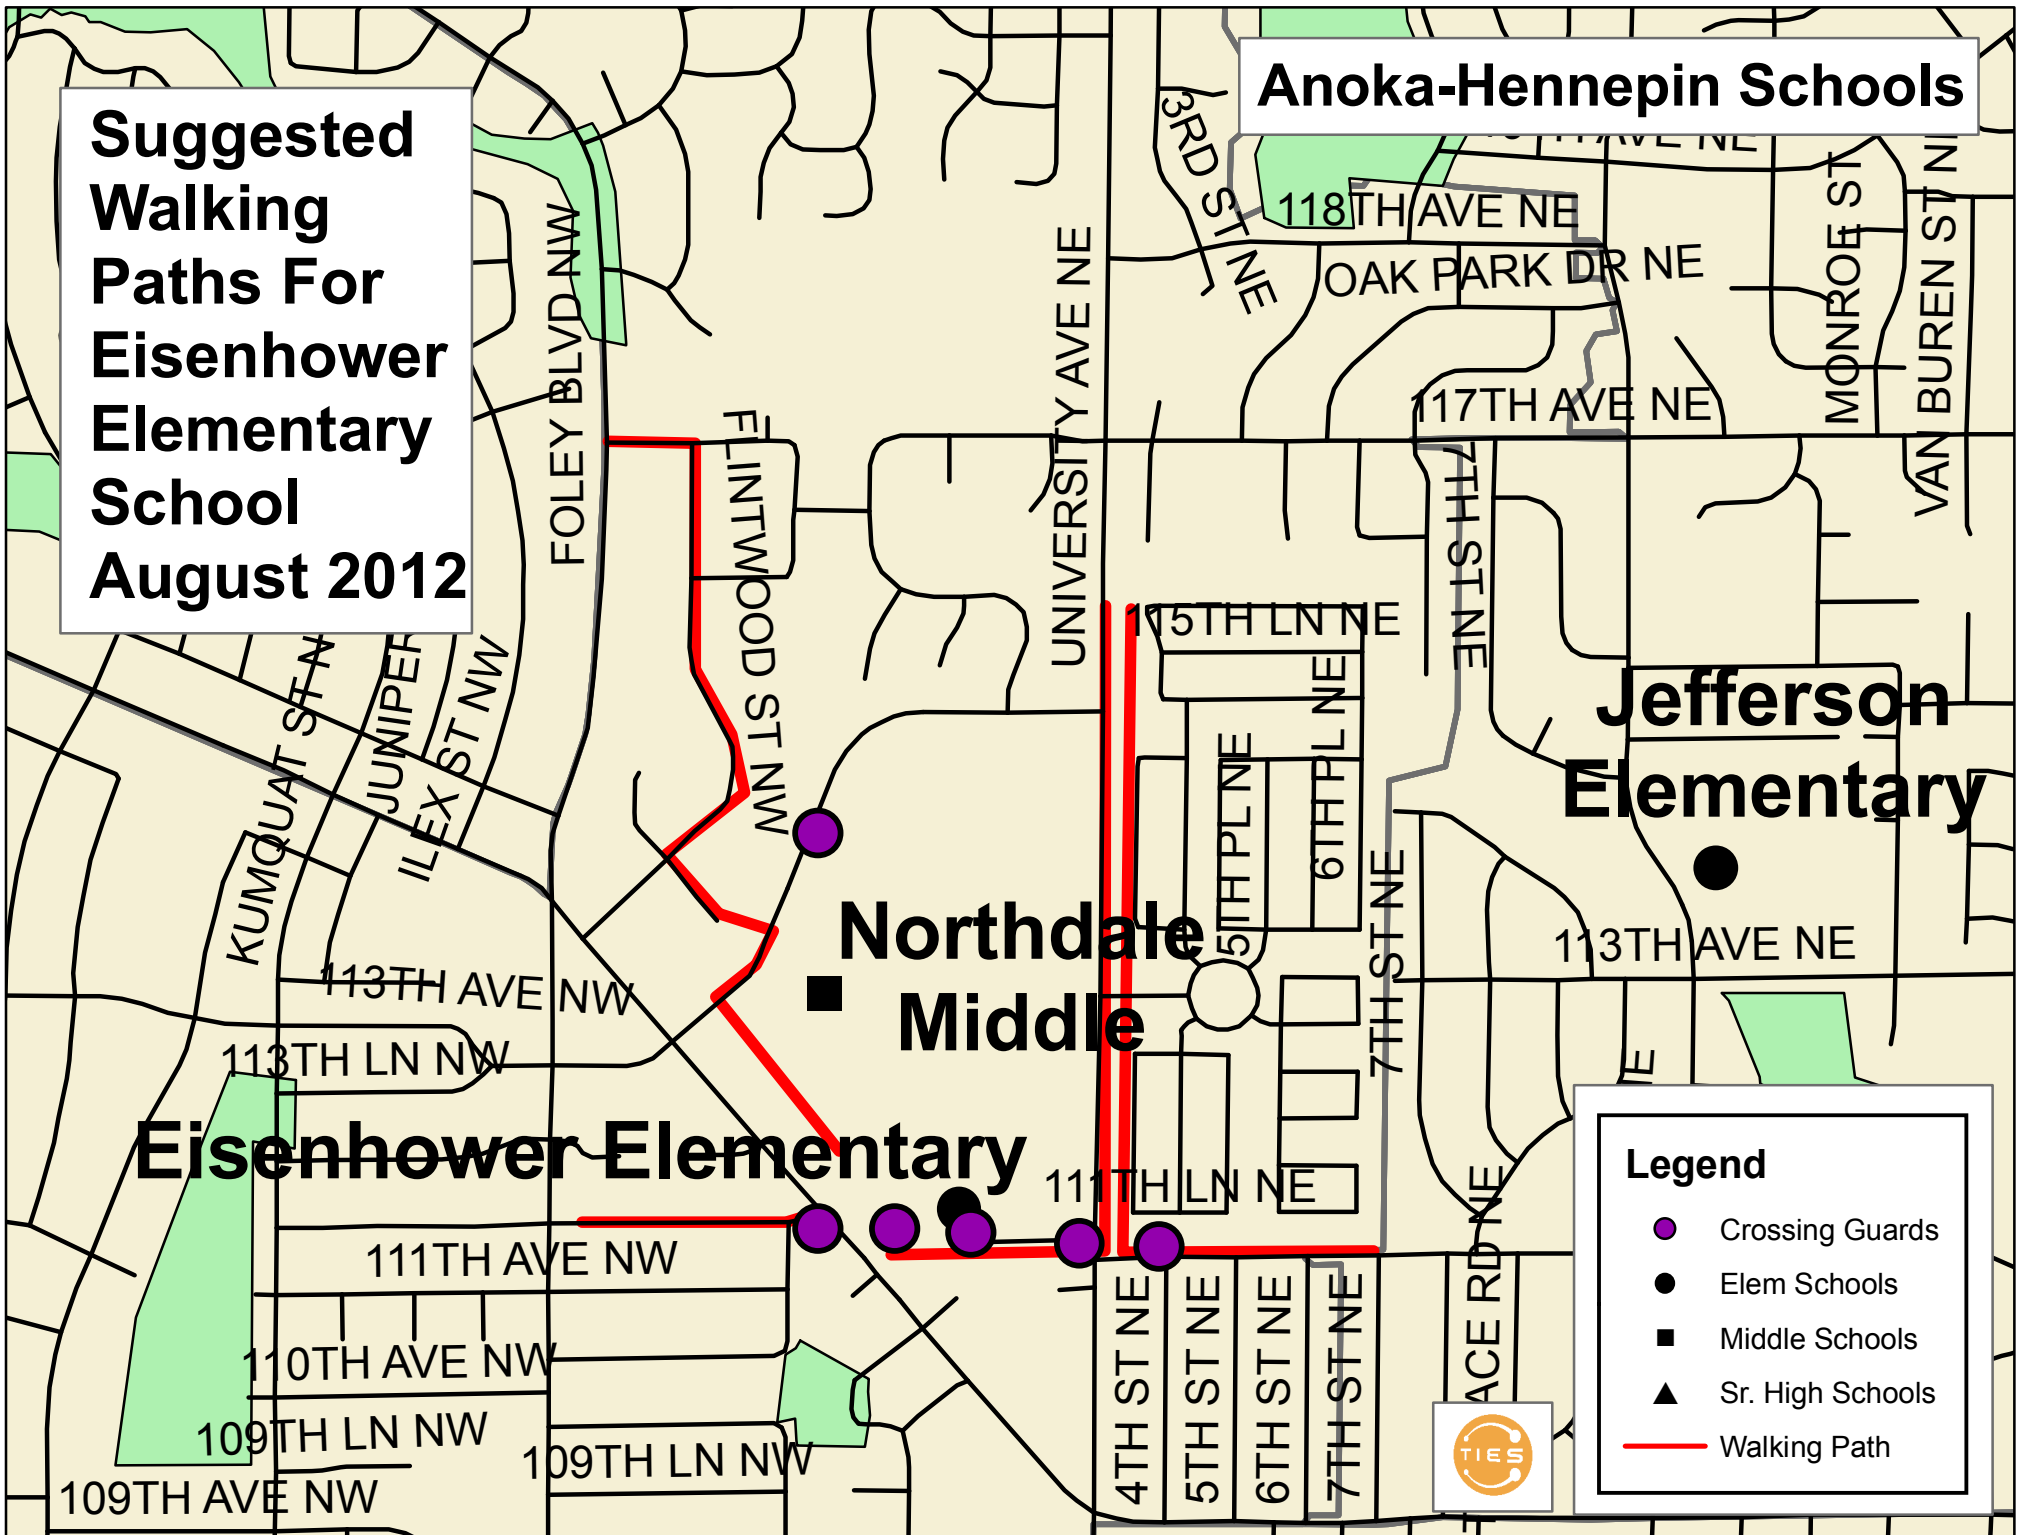 Suggested
Walking
Paths For
Eisenhower
Elementary
School
August 2012
Anoka-Hennepin Schools
AVE NE
3RD ST NE
118TH AVE NE
OAK PARK DR NE
MONROE ST
VAN BUREN ST NE
FOLEY BLVD NW
UNIVERSITY AVE NE
117TH AVE NE
FLINTWOOD ST NW
7TH ST NE
115TH LN NE
KUMQUAT ST N
JUNIPER
ILEX ST NW
5TH PL NE
6TH PL NE
Jefferson
Elementary
7TH ST NE
Northdale
Middle
113TH AVE NE
113TH AVE NW
113TH LN NW
Eisenhower Elementary
111TH LN NE
111TH AVE NW
110TH AVE NW
109TH LN NW
109TH LN NW
109TH AVE NW
4TH ST NE
5TH ST NE
6TH ST NE
7TH ST NE
ACE RD NE
TIES
Legend
Crossing Guards
Elem Schools
Middle Schools
Sr. High Schools
Walking Path